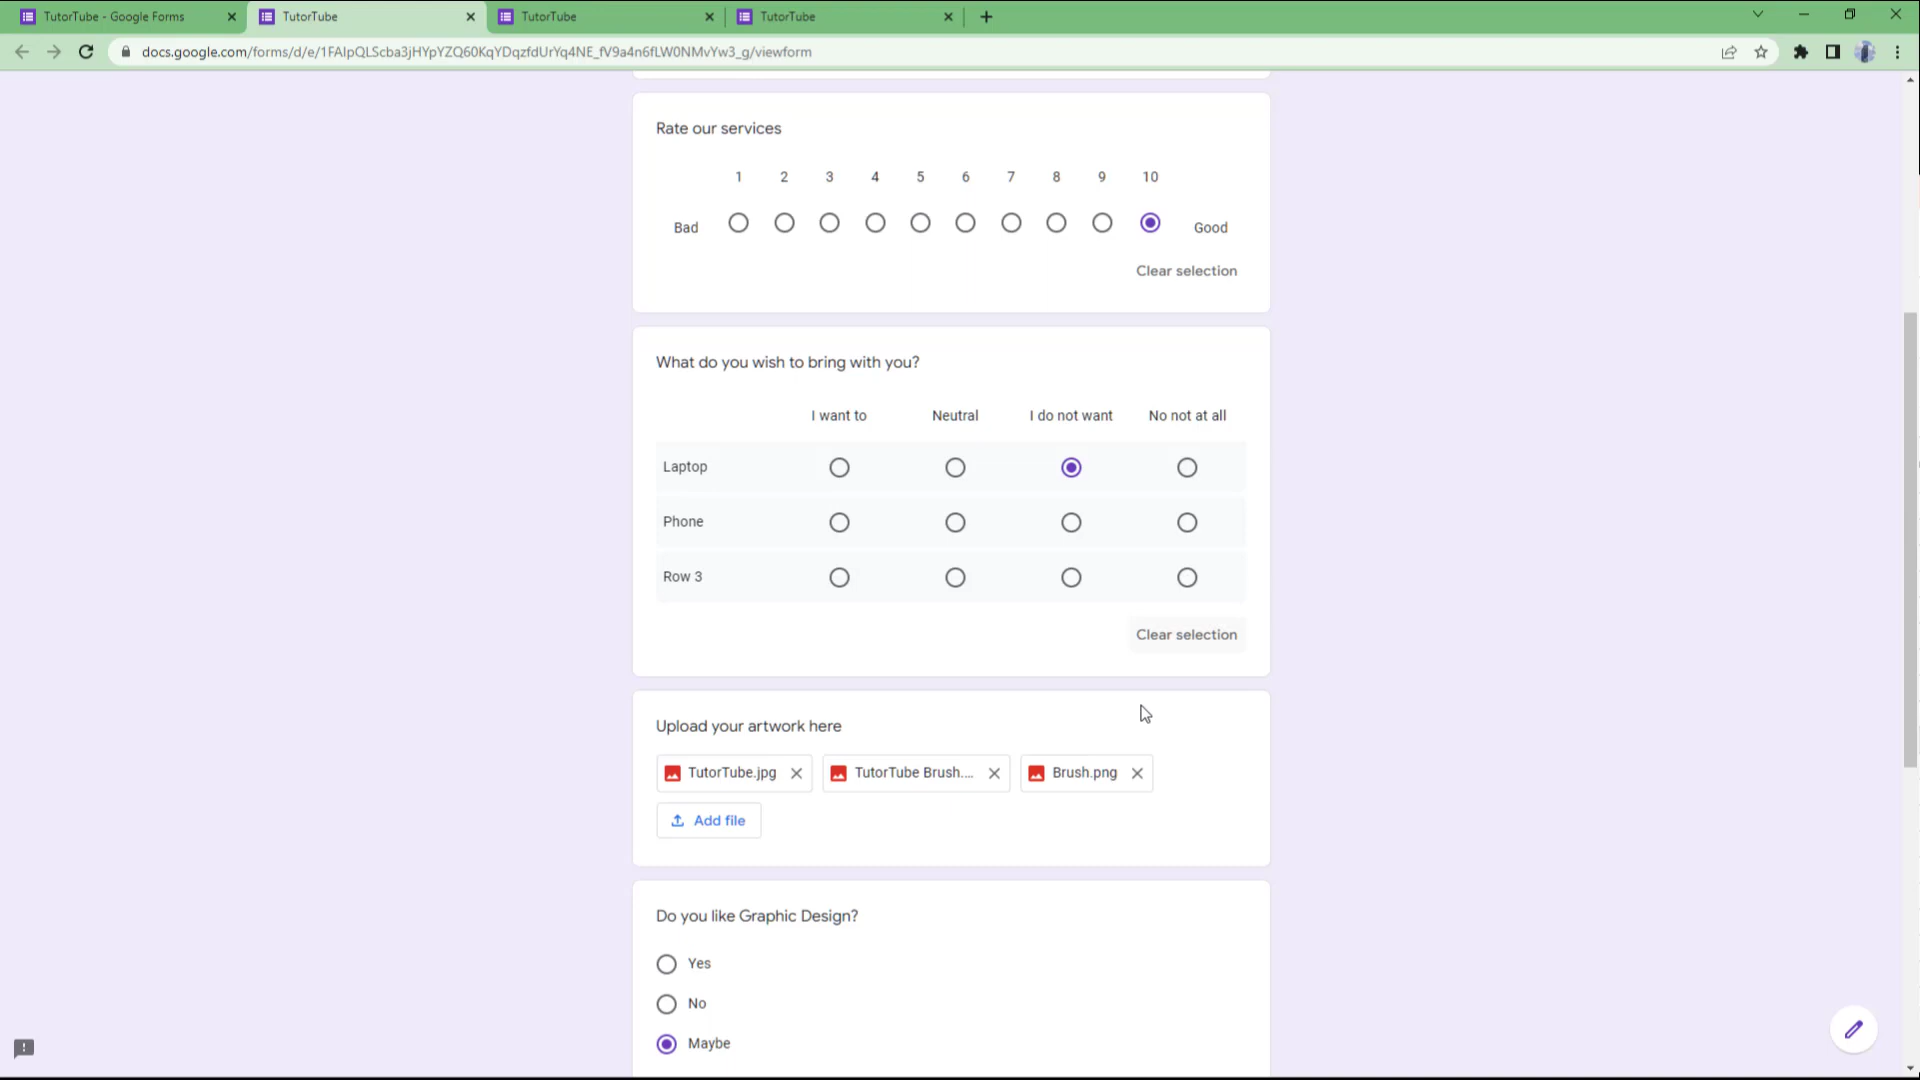 TutorTube - Google Forms
TutorTube
TutorTube
TutorTube
docs.google.com/forms/d/e/1FAIpQLScba3jHYpYZQ60KqYDqzfdUrYq4NE_fV9a4n6fLW0NMvYw3_g/viewform
Rate our services
1 2 3 4 5 6 7 8 9 10
Bad Good
Clear selection
What do you wish to bring with you?
I want to Neutral I do not want No not at all
Laptop
Phone
Row 3
Clear selection
Upload your artwork here
TutorTube.jpg TutorTube Brush.... Brush.png
Add file
Do you like Graphic Design?
Yes
No
Maybe